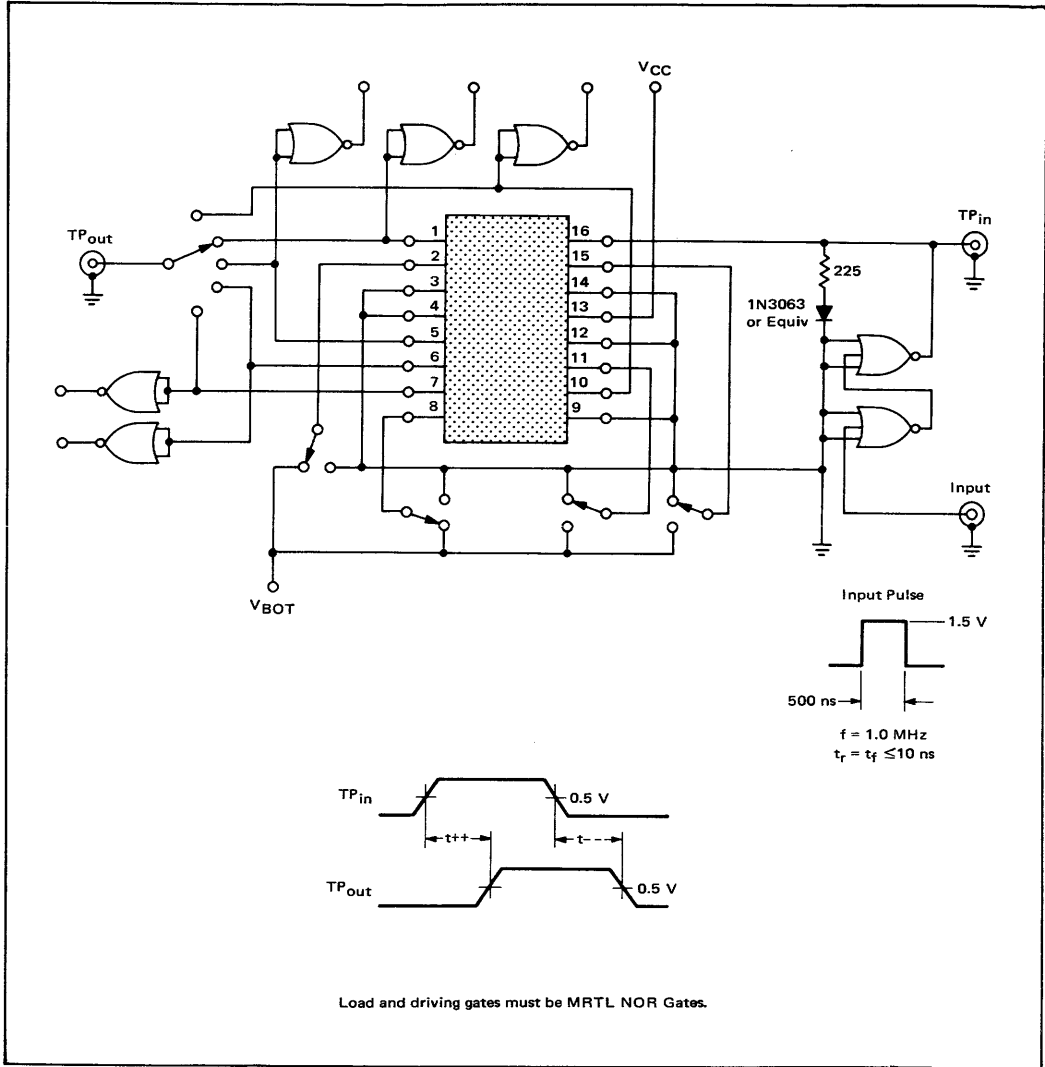 VCC
TPout
TPin
1
2
3
4
5
6
7
8
16
15
14
13
12
11
10
9
225
1N3063
or Equiv
Input
VBOT
Input Pulse
1.5 V
500 ns
f = 1.0 MHz
tr = tf ≤10 ns
TPin
0.5 V
t++
t--
TPout
0.5 V
Load and driving gates must be MRTL NOR Gates.